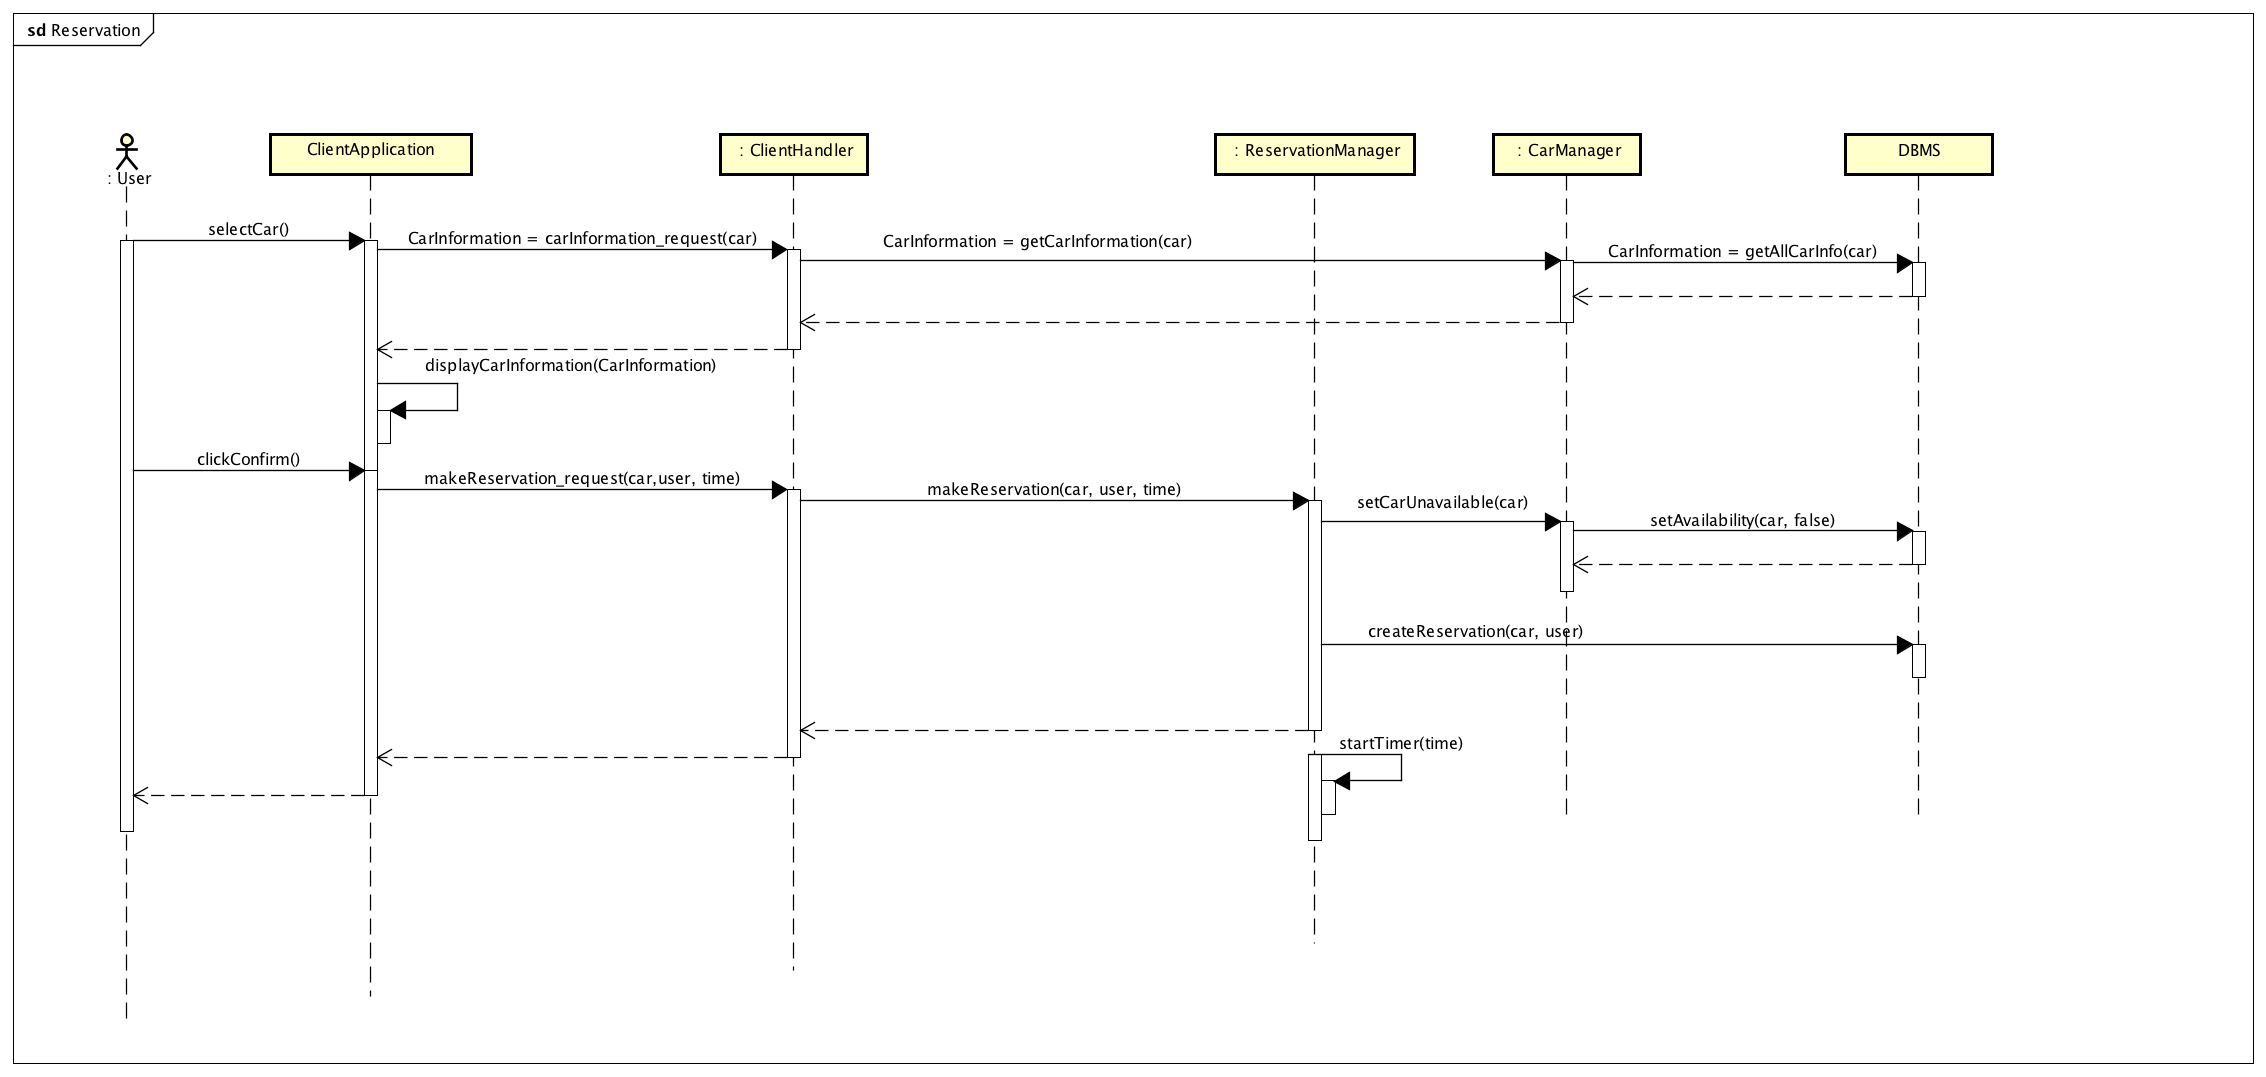 sd Reservation
: User
ClientApplication
: ClientHandler
: ReservationManager
: CarManager
DBMS
selectCar()
CarInformation = carInformation_request(car)
CarInformation = getCarInformation(car)
CarInformation = getAllCarInfo(car)
displayCarInformation(CarInformation)
clickConfirm()
makeReservation_request(car,user, time)
makeReservation(car, user, time)
setCarUnavailable(car)
setAvailability(car, false)
createReservation(car, user)
startTimer(time)